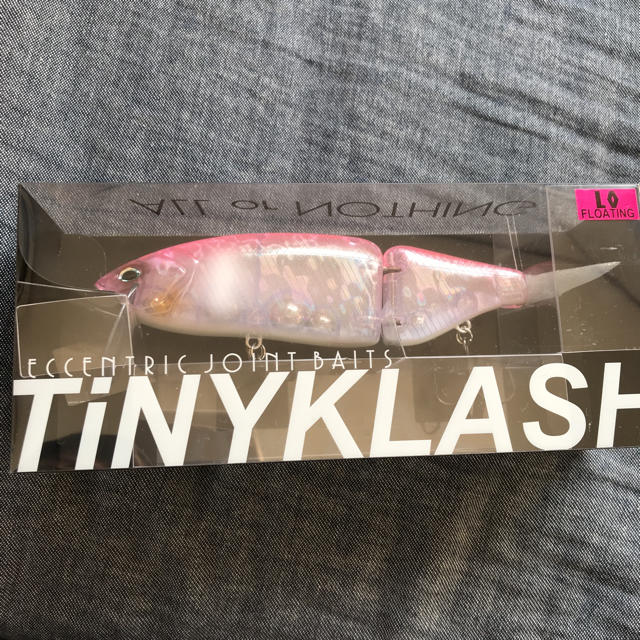 ALL or NOTHING
LO
FLOATING
ECCENTRIC JOINT BAITS
TiNYKLASH